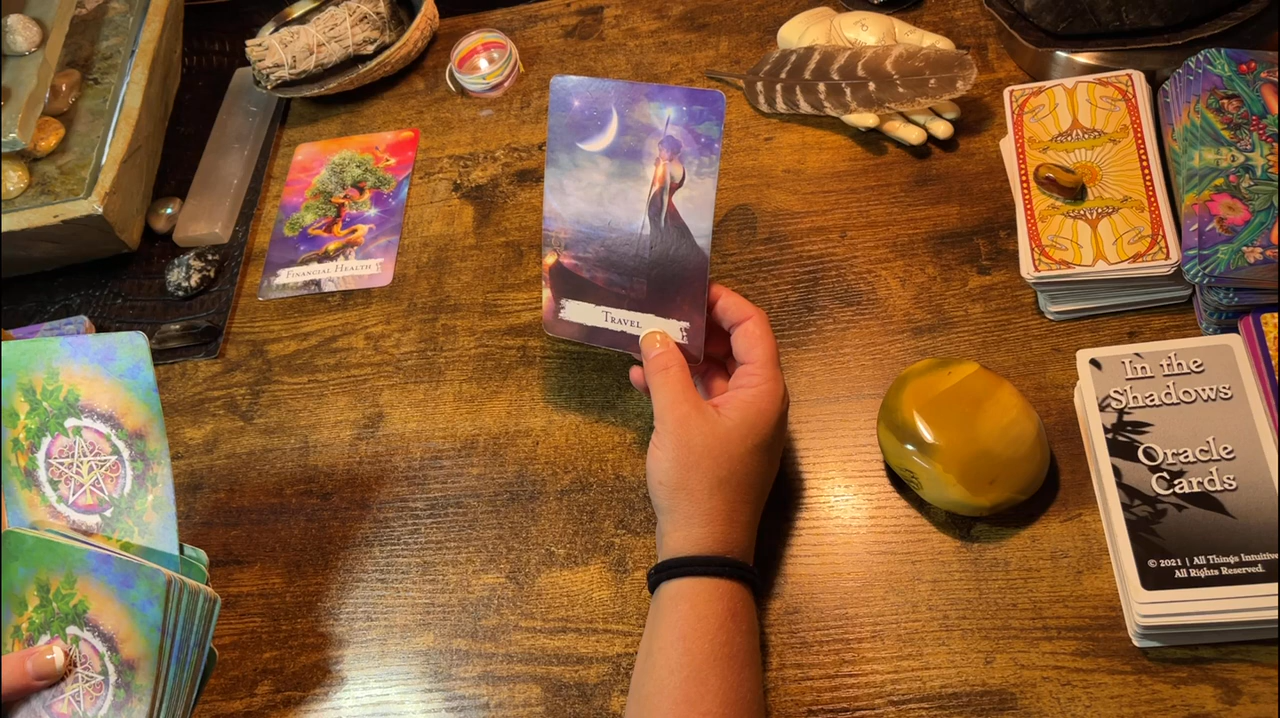 Financial Health
Travel
In the
Shadows
Oracle
Cards
© 2021 | All Things Intuitive
All Rights Reserved.